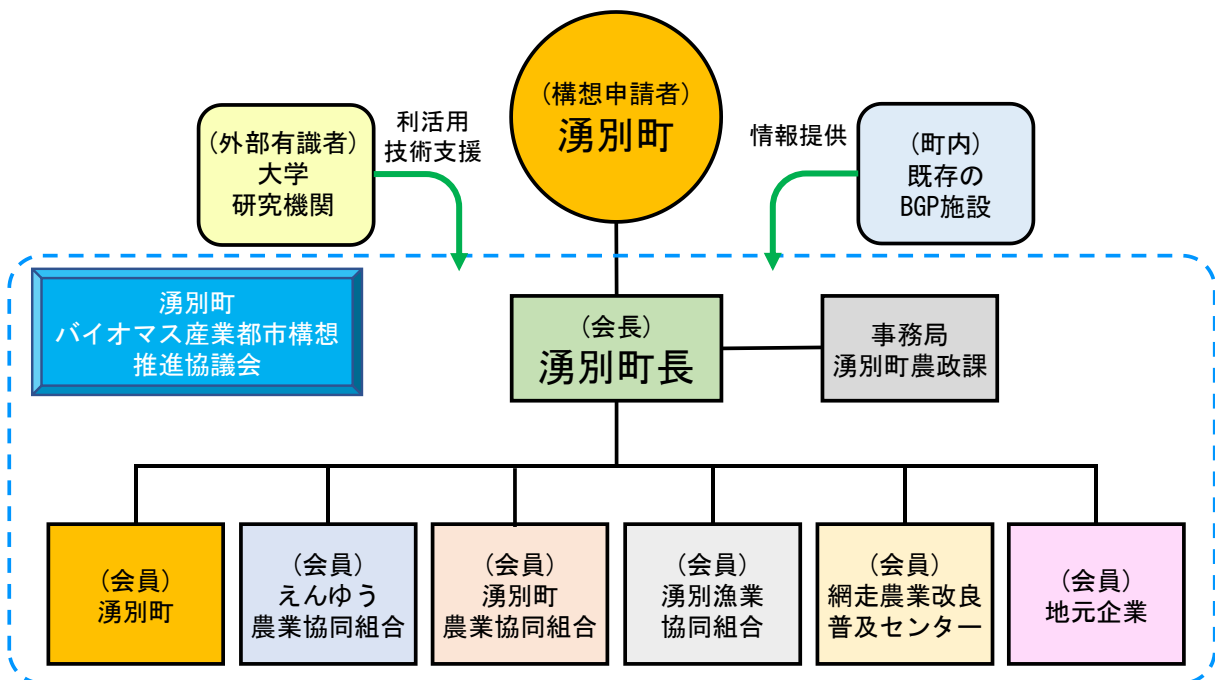 (構想申請者)
湧別町
(外部有識者)
大学
研究機関
利活用
技術支援
情報提供
(町内)
既存の
BGP施設
湧別町
バイオマス産業都市構想
推進協議会
(会長)
湧別町長
事務局
湧別町農政課
(会員)
湧別町
(会員)
えんゆう
農業協同組合
(会員)
湧別町
農業協同組合
(会員)
湧別漁業
協同組合
(会員)
網走農業改良
普及センター
(会員)
地元企業